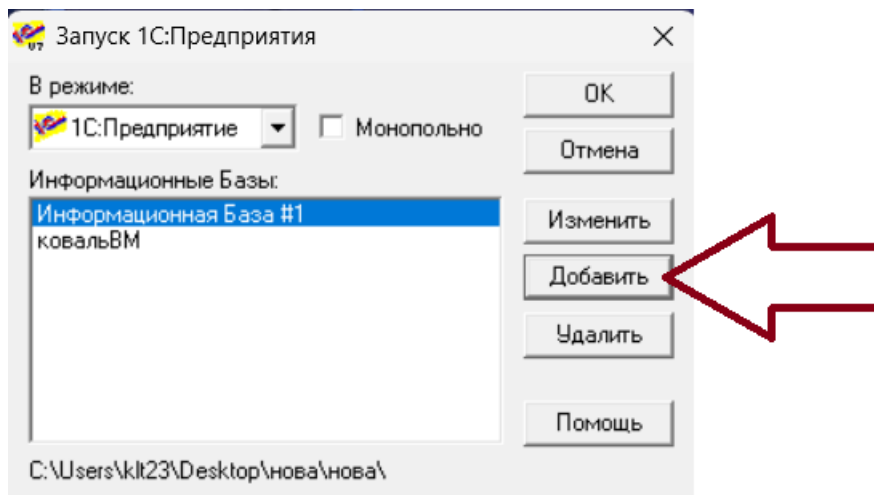 Запуск 1С:Предприятия
В режиме:
1С:Предприятие
Монопольно
Информационные Базы:
Информационная База #1
ковальВМ
OK
Отмена
Изменить
Добавить
Удалить
Помощь
C:\Users\klt23\Desktop\нова\нова\